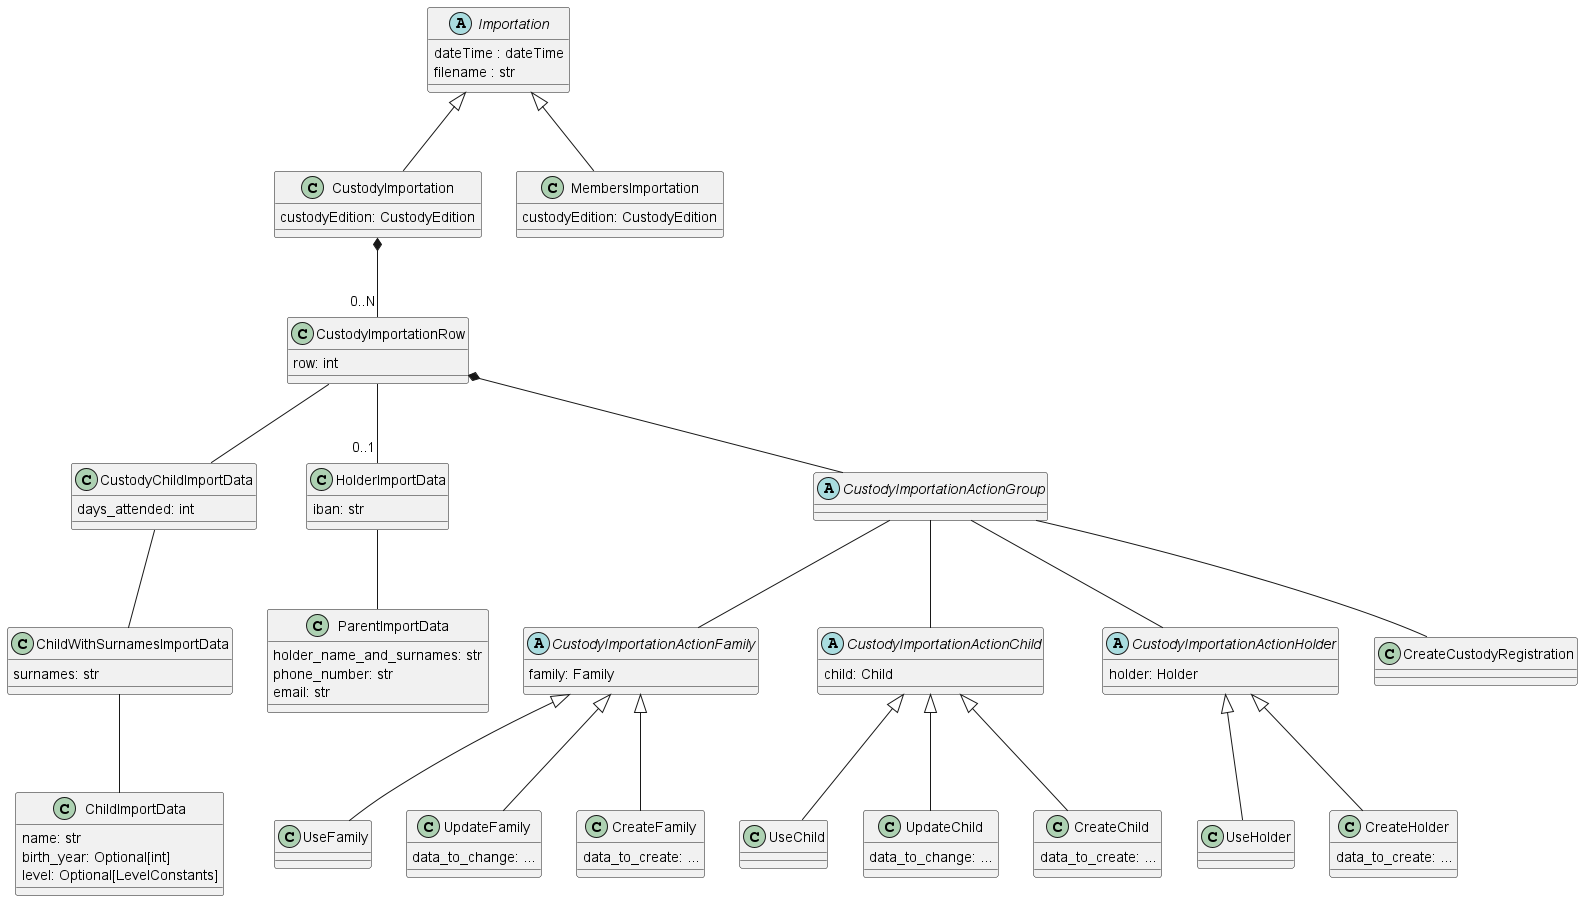 A Importation
dateTime : dateTime
filename : str
C CustodyImportation
custodyEdition: CustodyEdition
C MembersImportation
custodyEdition: CustodyEdition
0..N
C CustodyImportationRow
row: int
0..1
C CustodyChildImportData
days_attended: int
C HolderImportData
iban: str
A CustodyImportationActionGroup
C ChildWithSurnamesImportData
surnames: str
C ParentImportData
holder_name_and_surnames: str
phone_number: str
email: str
A CustodyImportationActionFamily
family: Family
A CustodyImportationActionChild
child: Child
A CustodyImportationActionHolder
holder: Holder
C CreateCustodyRegistration
C ChildImportData
name: str
birth_year: Optional[int]
level: Optional[LevelConstants]
C UseFamily
C UpdateFamily
data_to_change: ...
C CreateFamily
data_to_create: ...
C UseChild
C UpdateChild
data_to_change: ...
C CreateChild
data_to_create: ...
C UseHolder
C CreateHolder
data_to_create: ...